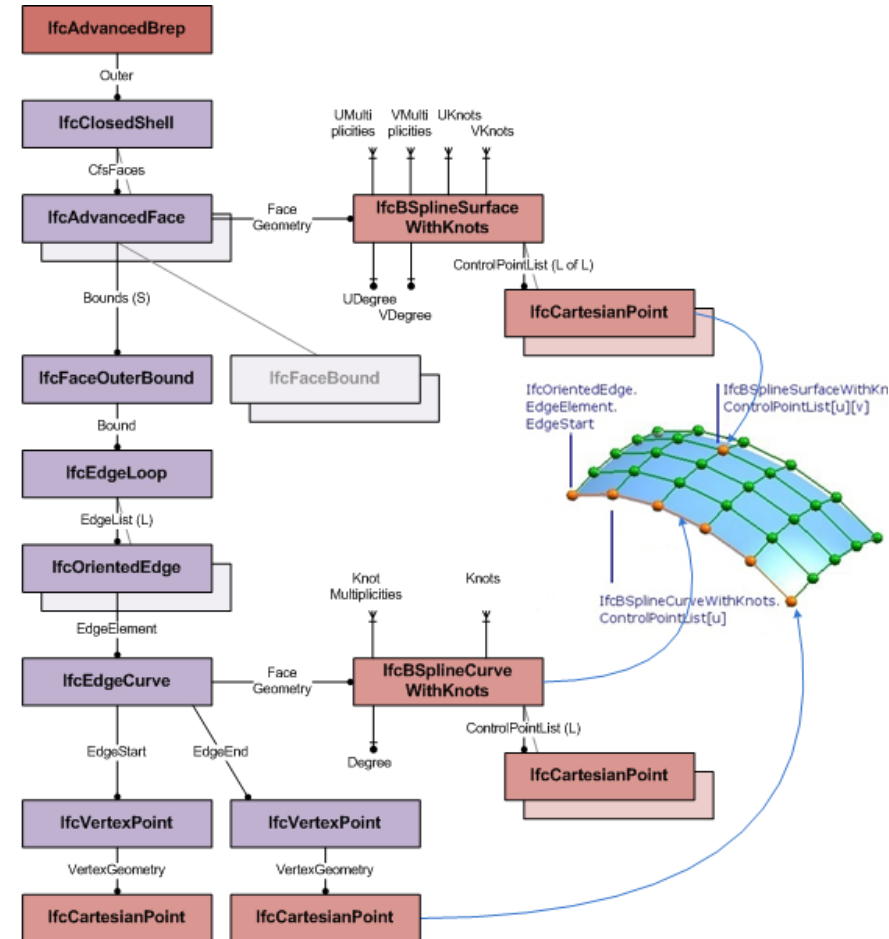 IfcAdvancedBrep
Outer
IfcClosedShell
CfsFaces
IfcAdvancedFace
Face
Geometry
UMulti
plicities
VMulti
plicities
UKnots
VKnots
IfcBSplineSurface
WithKnots
UDegree
VDegree
ControlPointList (L of L)
IfcCartesianPoint
Bounds (S)
IfcFaceOuterBound
IfcFaceBound
IfcOrientedEdge.
EdgeElement.
EdgeStart
IfcBSplineSurfaceWithKn
ControlPointList[u][v]
Bound
IfcEdgeLoop
EdgeList (L)
IfcOrientedEdge
EdgeElement
Knot
Multiplicities
Knots
IfcBSplineCurveWithKnots.
ControlPointList[u]
IfcEdgeCurve
Face
Geometry
IfcBSplineCurve
WithKnots
Degree
ControlPointList (L)
IfcCartesianPoint
EdgeStart
EdgeEnd
IfcVertexPoint
IfcVertexPoint
VertexGeometry
VertexGeometry
IfcCartesianPoint
IfcCartesianPoint